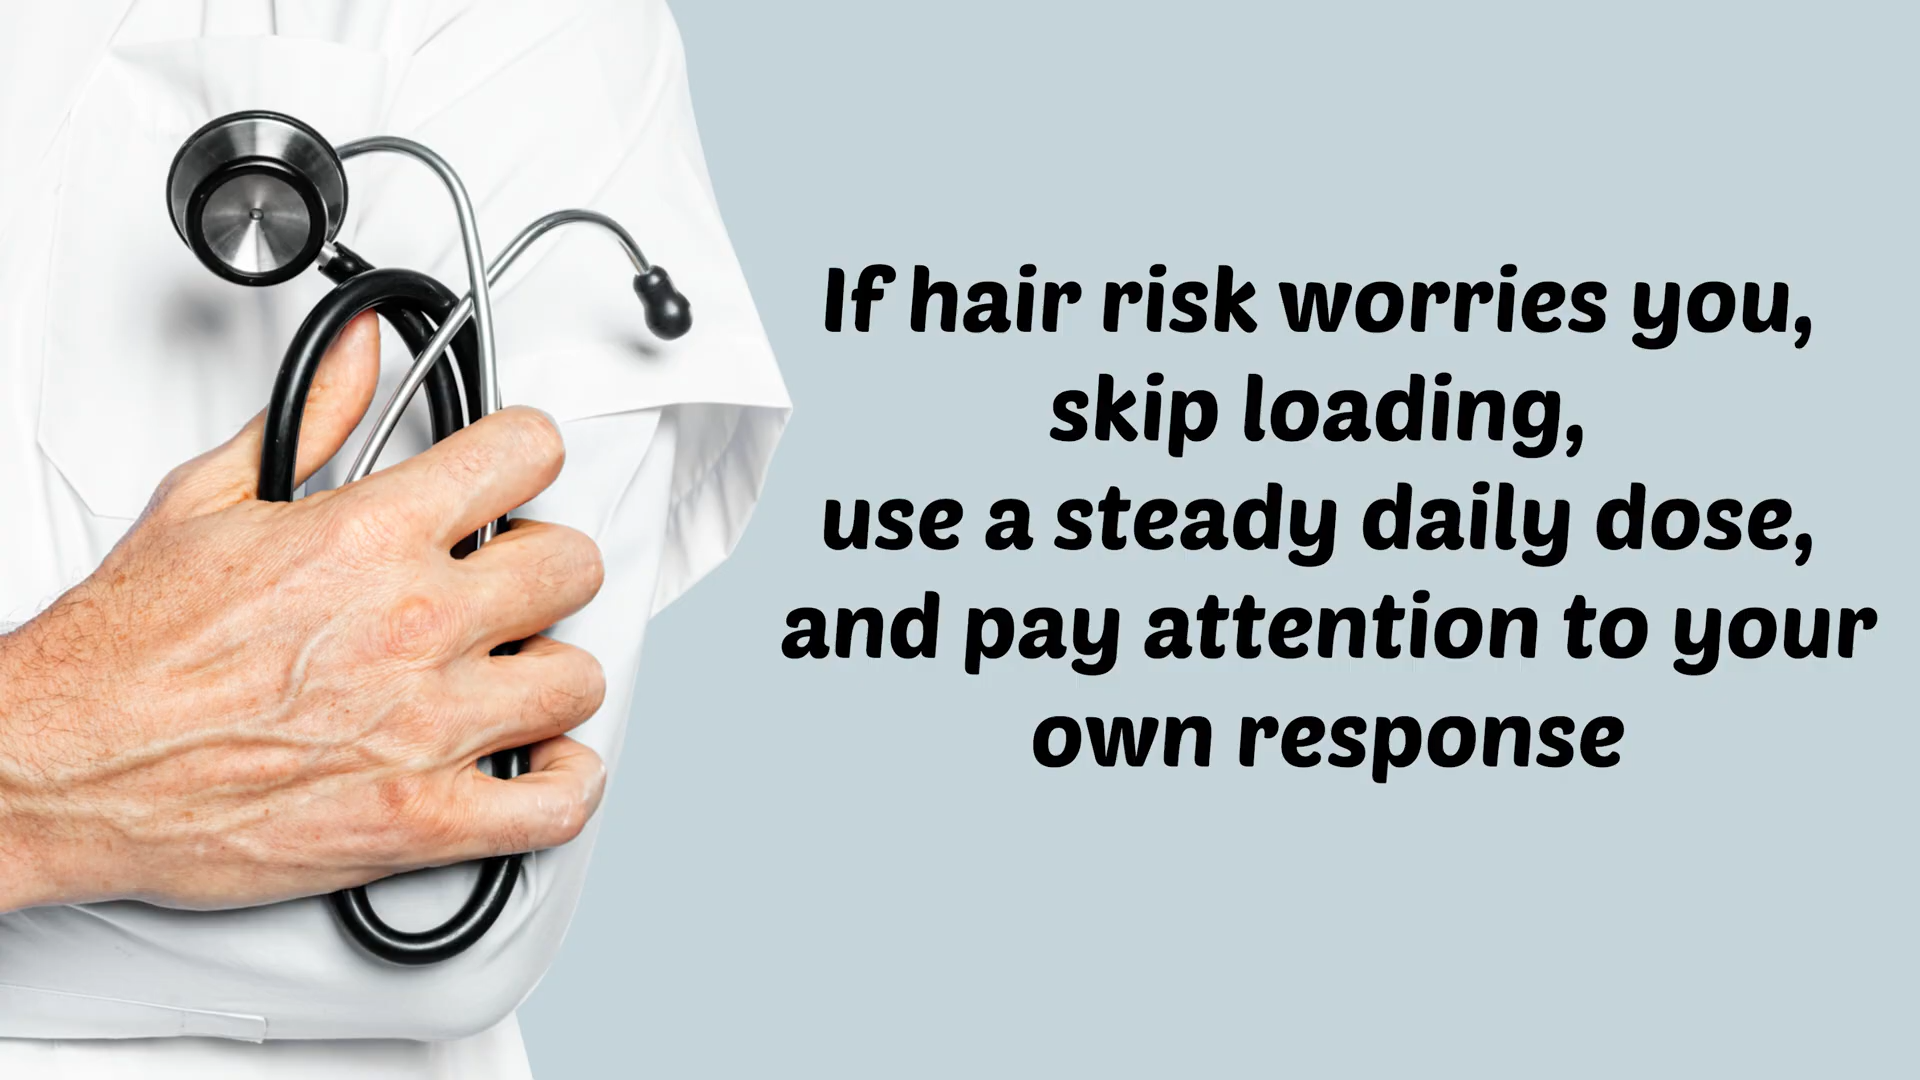 If hair risk worries you,
skip loading,
use a steady daily dose,
and pay attention to your
own response